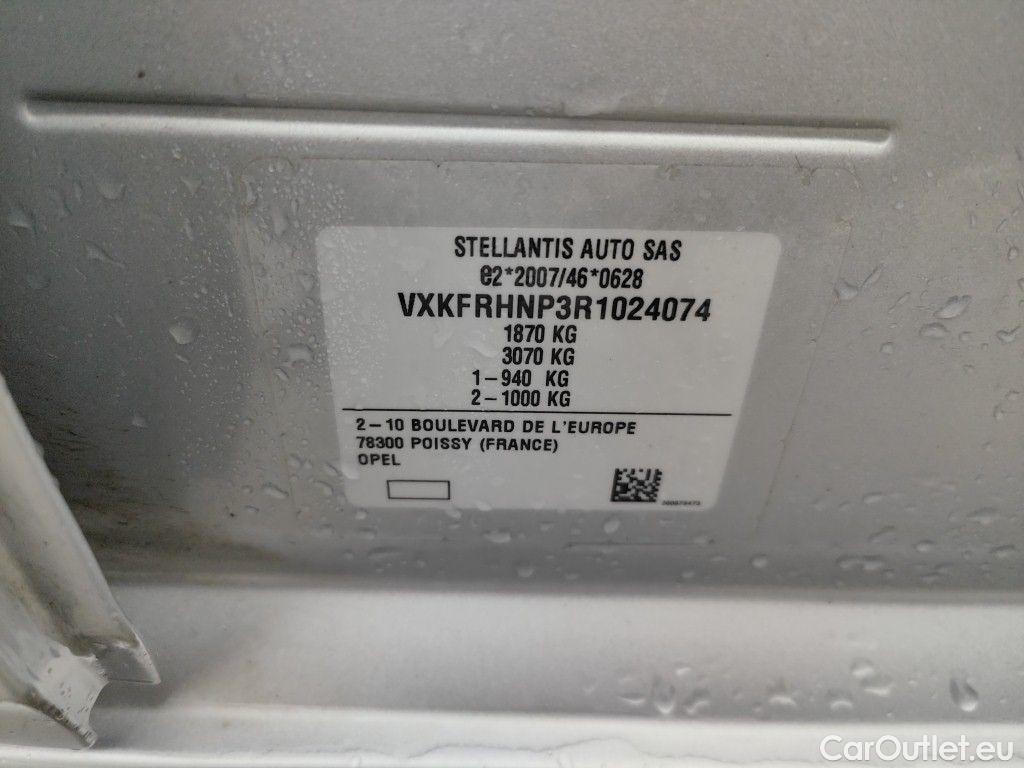 STELLANTIS AUTO SAS
e2*2007/46*0628
VXKFRHNP3R1024074
1870 KG
3070 KG
1-940 KG
2-1000 KG
2-10 BOULEVARD DE L'EUROPE
78300 POISSY (FRANCE)
OPEL
CarOutlet.eu